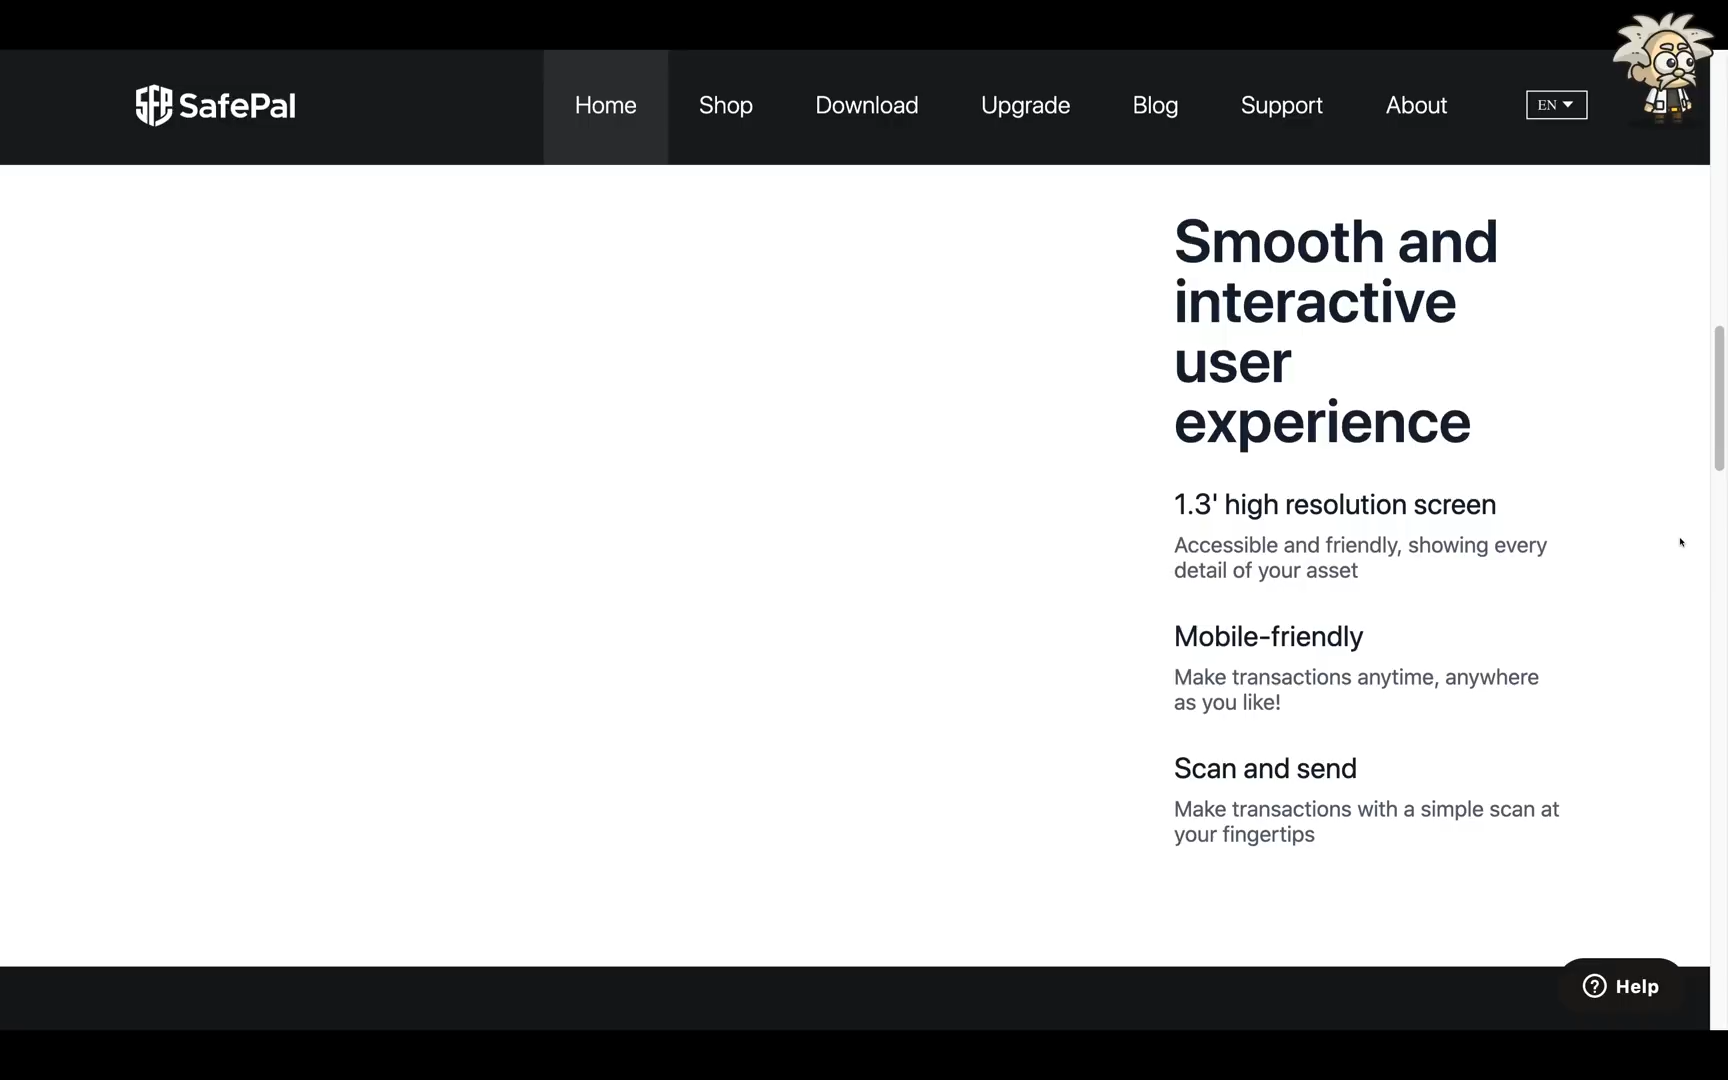 SafePal
Home Shop Download Upgrade Blog Support About EN
Smooth and
interactive
user
experience
1.3' high resolution screen
Accessible and friendly, showing every
detail of your asset
Mobile-friendly
Make transactions anytime, anywhere
as you like!
Scan and send
Make transactions with a simple scan at
your fingertips
Help